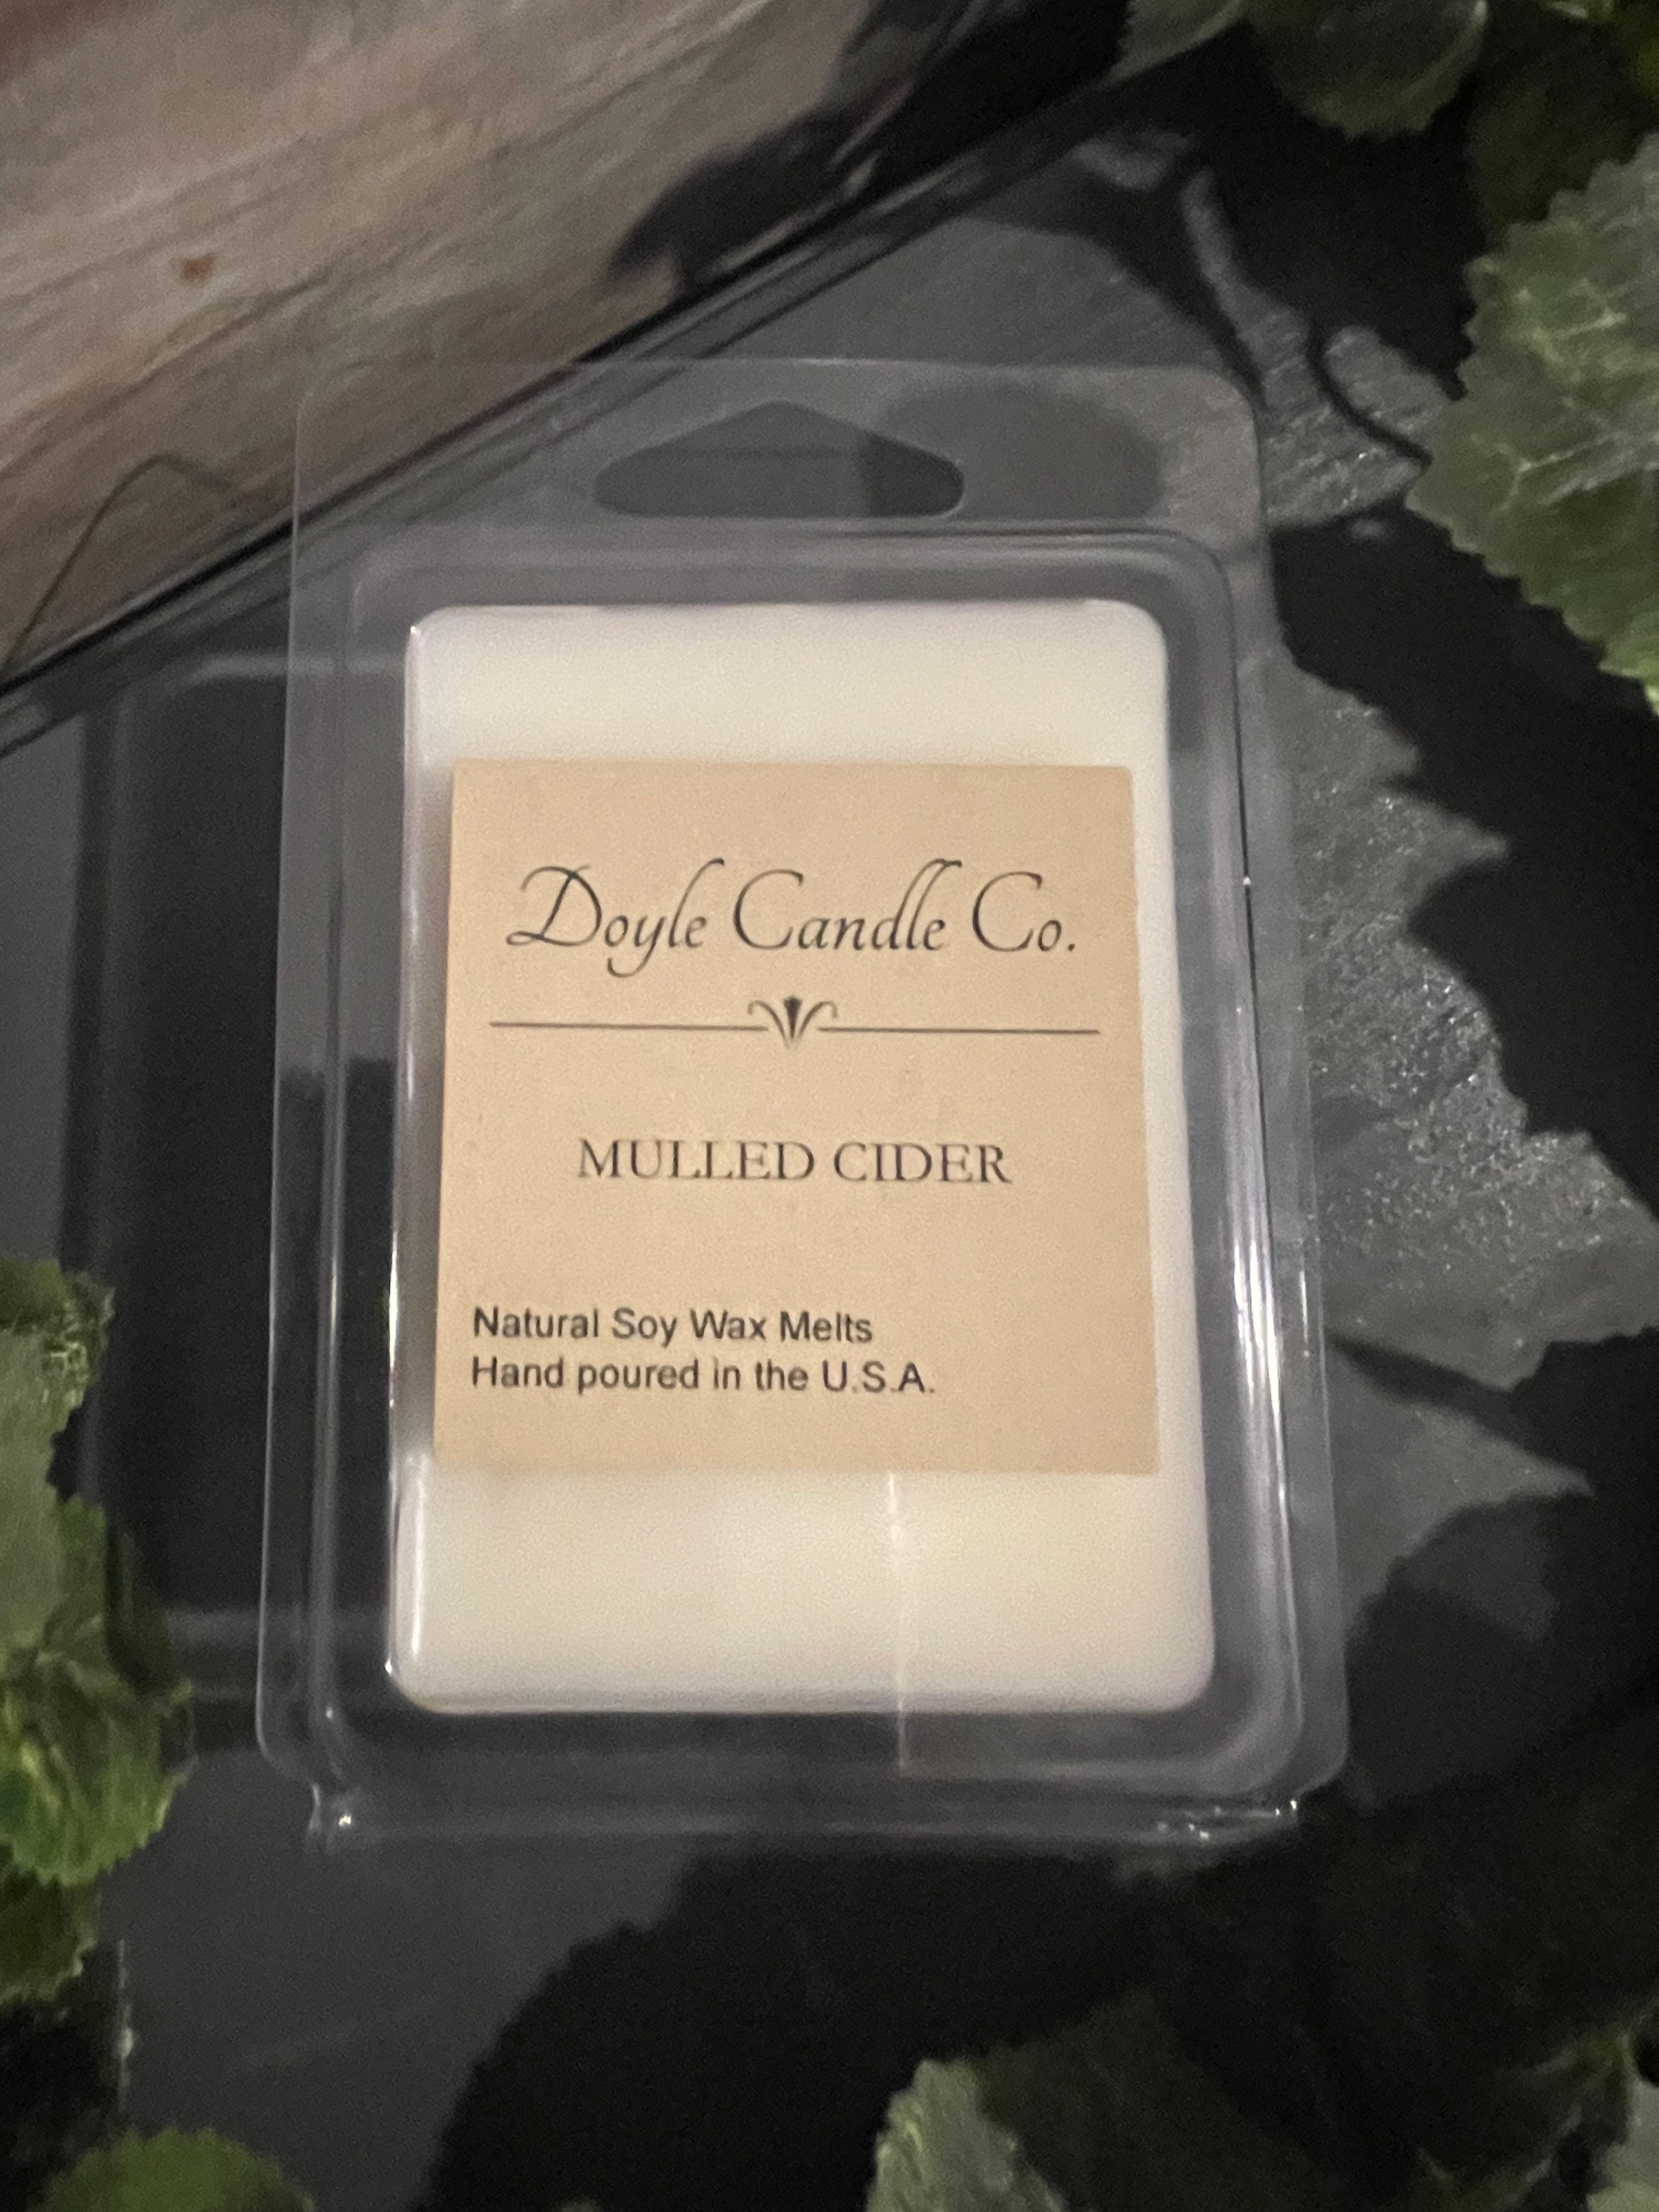 Doyle Candle Co.
MULLED CIDER
Natural Soy Wax Melts
Hand poured in the U.S.A.